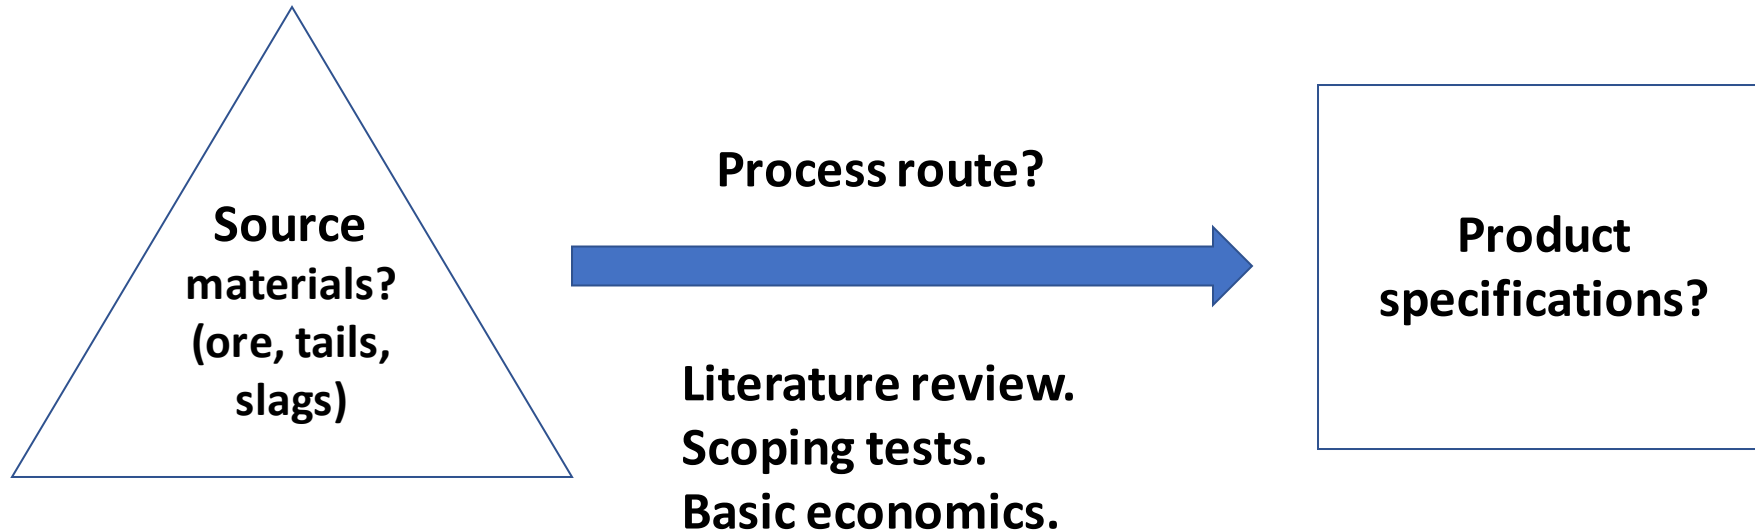 Source
materials?
(ore, tails,
slags)
Process route?
Literature review.
Scoping tests.
Basic economics.
Product
specifications?